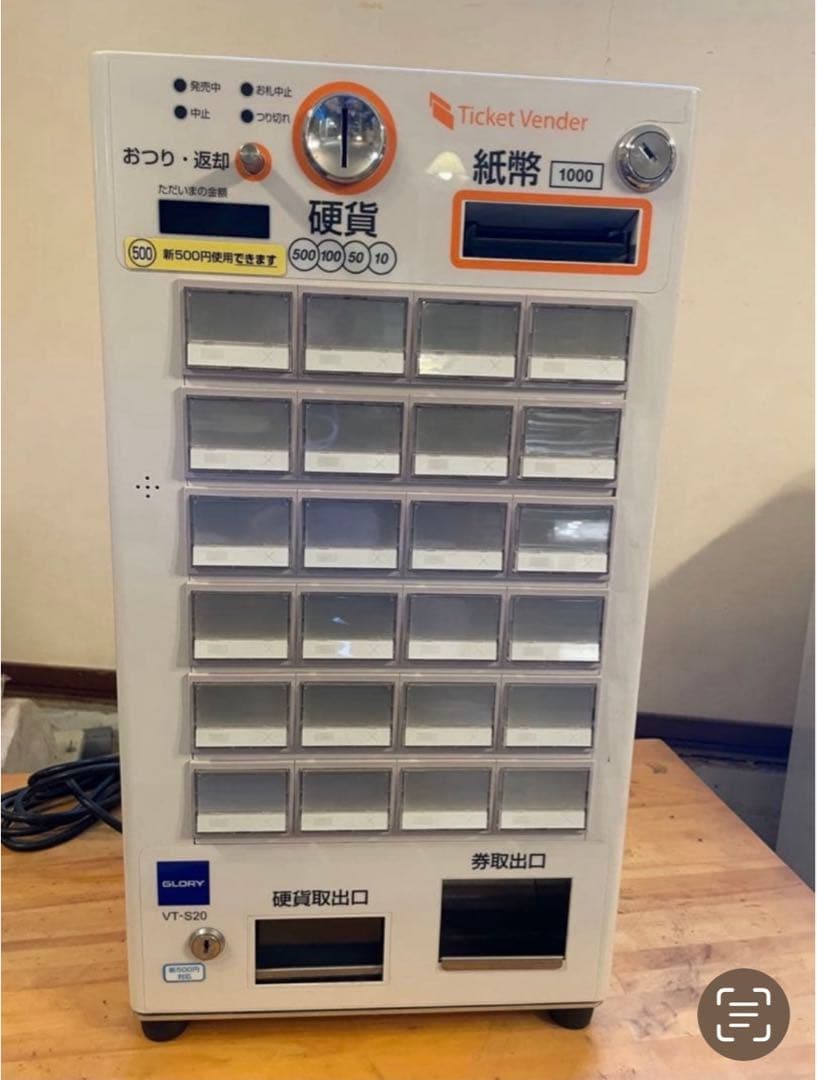 発売中
お札中止
中止
つり切れ
おつり・返却
ただいまの金額
500 新500円使用できます
硬貨
500 100 50 10
Ticket Vender
紙幣 1000
券取出口
硬貨取出口
GLORY
VT-S20
新500円
対応